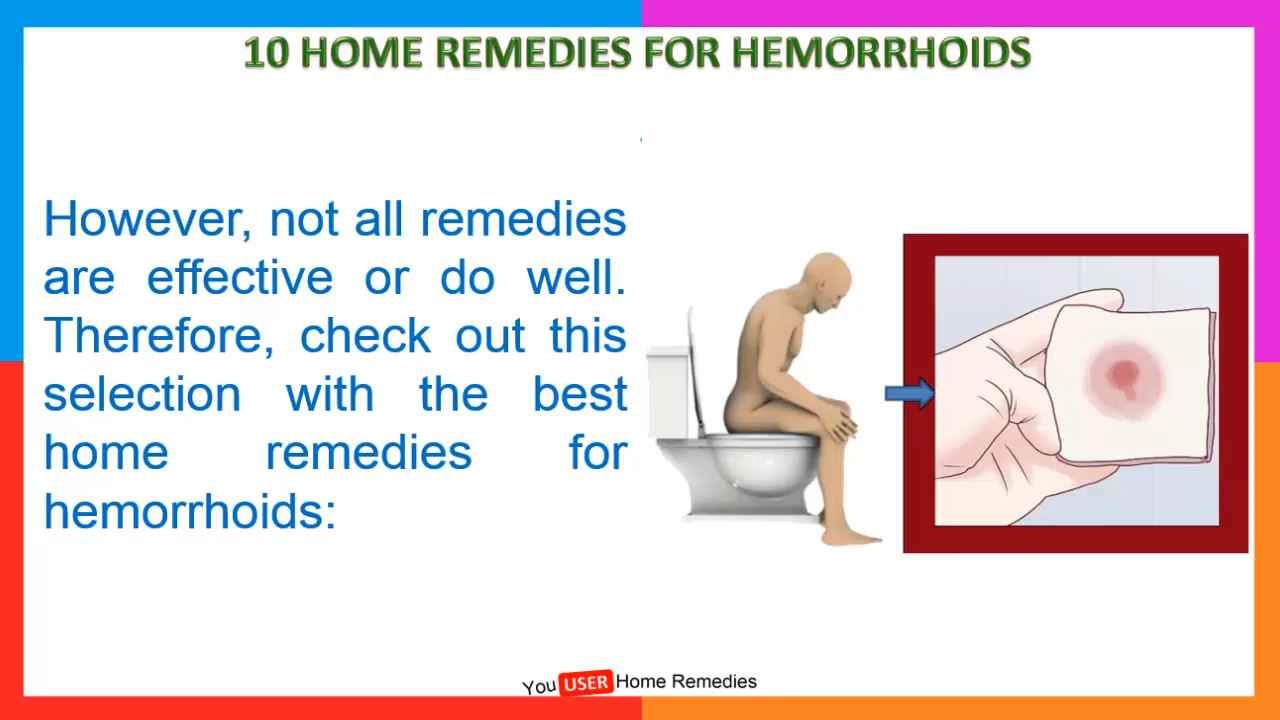 10 HOME REMEDIES FOR HEMORRHOIDS
However, not all remedies
are effective or do well.
Therefore, check out this
selection with the best
home remedies for
hemorrhoids:
You USER Home Remedies